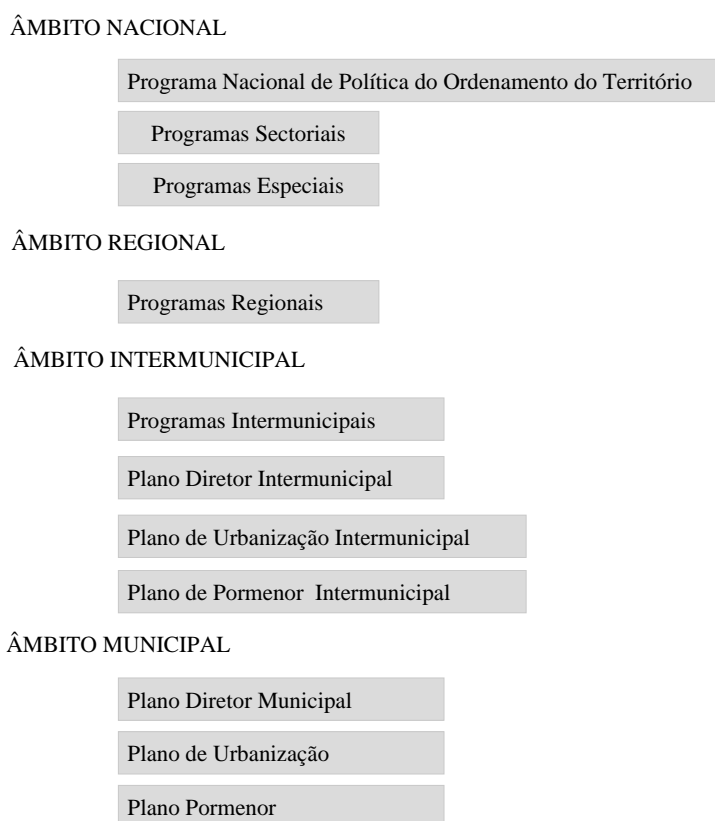 ÂMBITO NACIONAL
Programa Nacional de Política do Ordenamento do Território
Programas Sectoriais
Programas Especiais
ÂMBITO REGIONAL
Programas Regionais
ÂMBITO INTERMUNICIPAL
Programas Intermunicipais
Plano Diretor Intermunicipal
Plano de Urbanização Intermunicipal
Plano de Pormenor Intermunicipal
ÂMBITO MUNICIPAL
Plano Diretor Municipal
Plano de Urbanização
Plano Pormenor